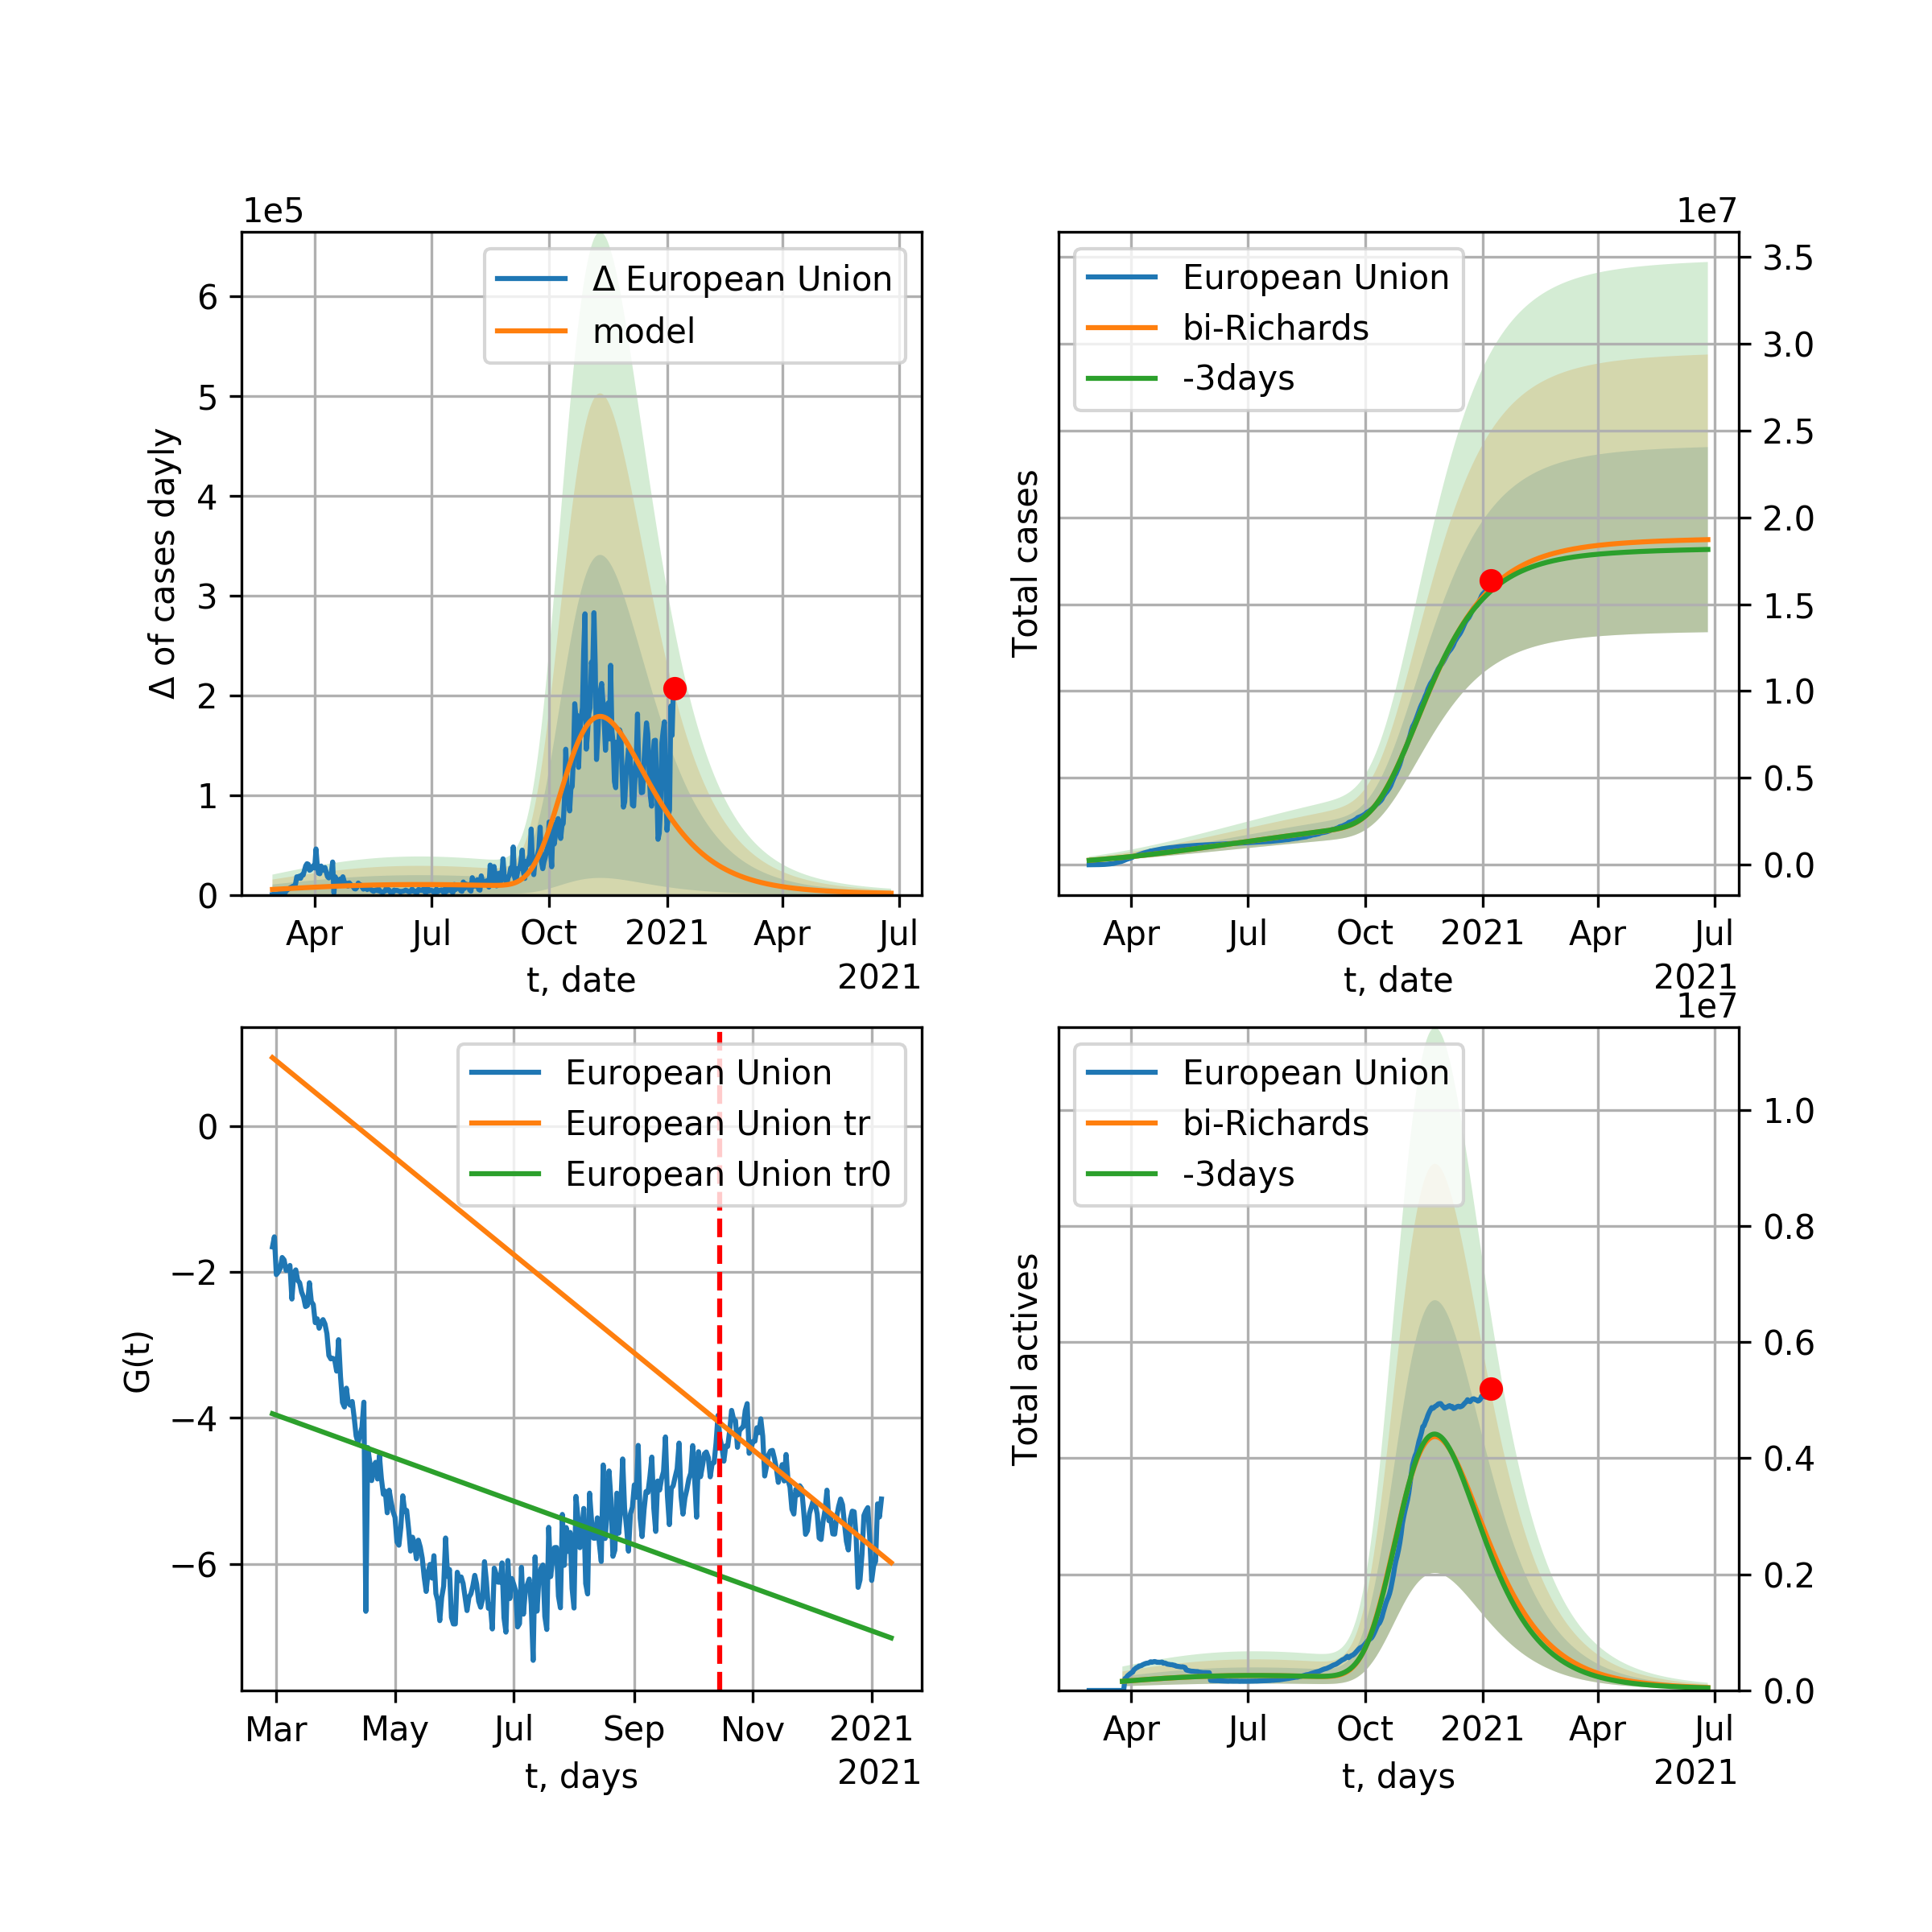 1e5
Δ European Union
model
6
5
4
3
2
1
0
Δ of cases dayly
Apr Jul Oct 2021 Apr Jul
t, date
2021
1e7
European Union
bi-Richards
-3days
3.5
3.0
2.5
2.0
1.5
1.0
0.5
0.0
Total cases
Apr Jul Oct 2021 Apr Jul
t, date
2021
European Union
European Union tr
European Union tr0
0
−2
−4
−6
G(t)
Mar May Jul Sep Nov 2021
t, days
2021
1e7
European Union
bi-Richards
-3days
1.0
0.8
0.6
0.4
0.2
0.0
Total actives
Apr Jul Oct 2021 Apr Jul
t, days
2021